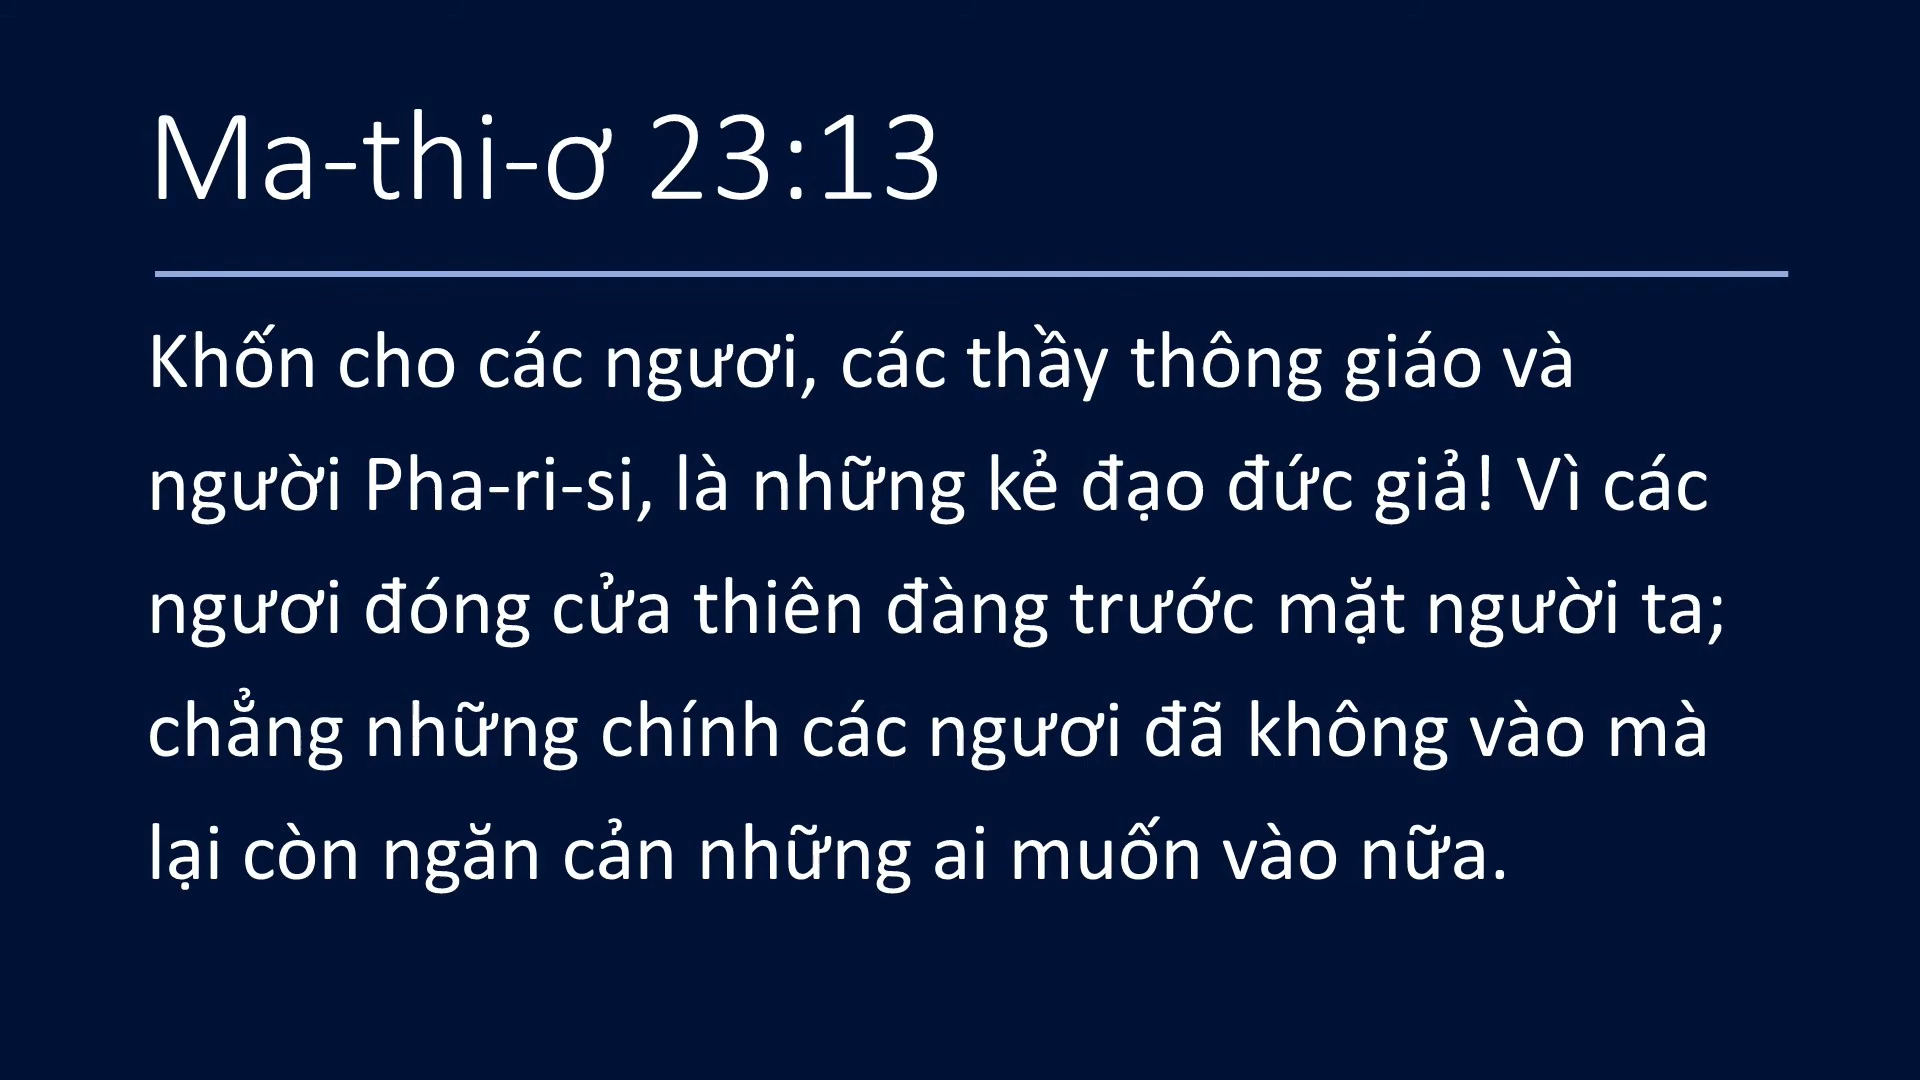 Ma-thi-ơ 23:13
Khốn cho các ngươi, các thầy thông giáo và
người Pha-ri-si, là những kẻ đạo đức giả! Vì các
ngươi đóng cửa thiên đàng trước mặt người ta;
chẳng những chính các ngươi đã không vào mà
lại còn ngăn cản những ai muốn vào nữa.